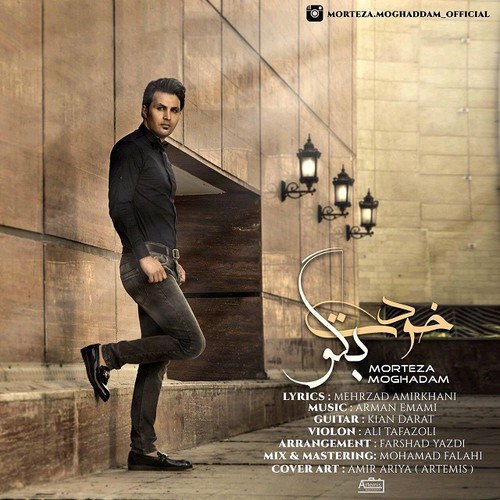 MORTEZA.MOGHADDAM_OFFICIAL
خودت بگو
MORTEZA
MOGHADAM
LYRICS : MEHRZAD AMIRKHANI
MUSIC : ARMAN EMAMI
GUITAR : KIAN DARAT
VIOLON : ALI TAFAZOLI
ARRANGEMENT : FARSHAD YAZDI
MIX & MASTERING: MOHAMAD FALAHI
COVER ART : AMIR ARIYA ( ARTEMIS )
Artemis